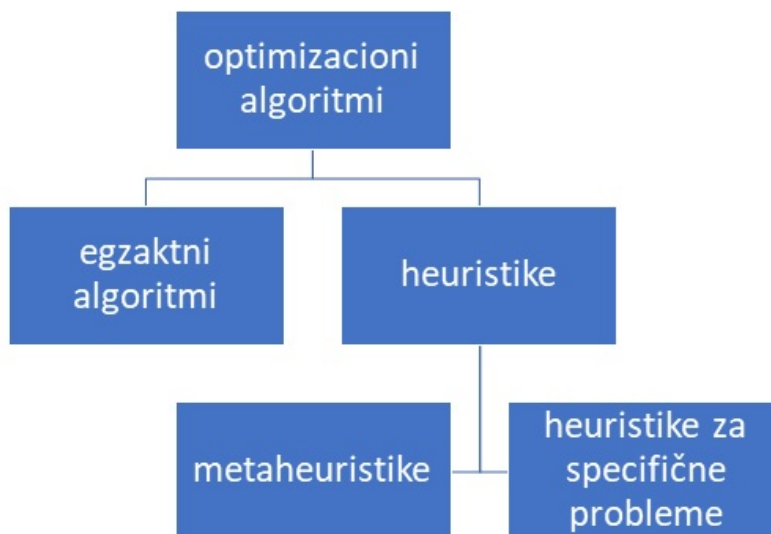 optimizacioni
algoritmi
egzaktni
algoritmi
heuristike
metaheuristike
heuristike za
specifične
probleme